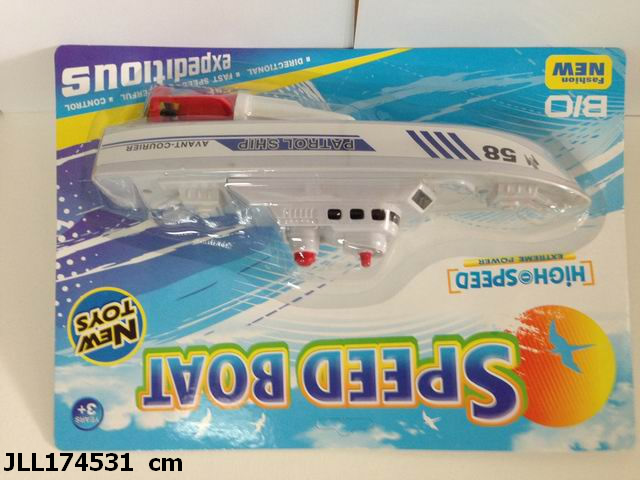 SPEED BOAT
3+
YEARS
NEW
TOYS
HIGH SPEED
EXTREME POWER
58
PATROL SHIP
AVANT-COURIER
BIO
Fashion
NEW
expeditious
DIRECTIONAL ▪ FAST SPEED
CONTROL
JLL174531 cm